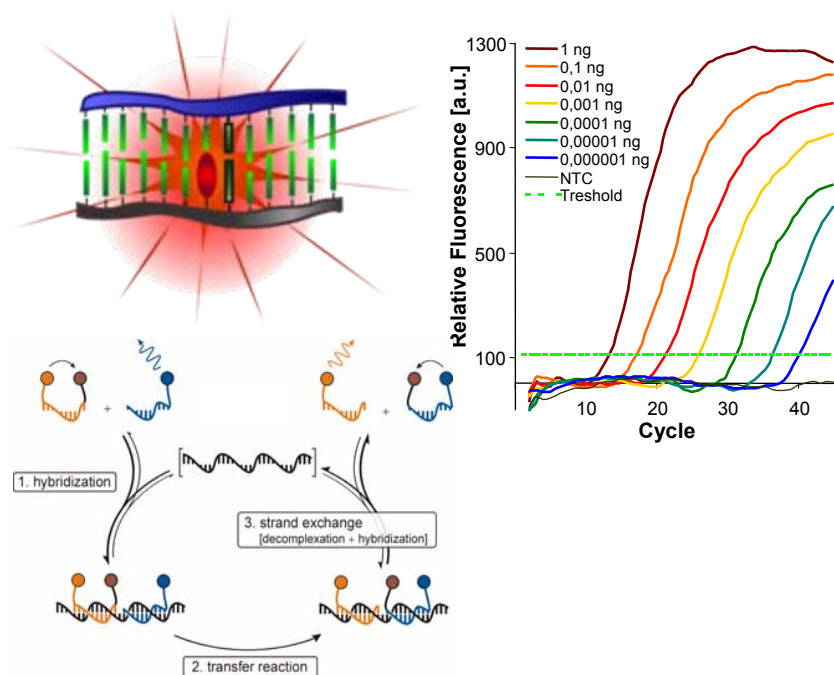 1300
900
500
100
Relative Fluorescence [a.u.]
1 ng
0,1 ng
0,01 ng
0,001 ng
0,0001 ng
0,00001 ng
0,000001 ng
NTC
Treshold
10 20 30 40
Cycle
+
+
1. hybridization
3. strand exchange
[decomplexation + hybridization]
2. transfer reaction